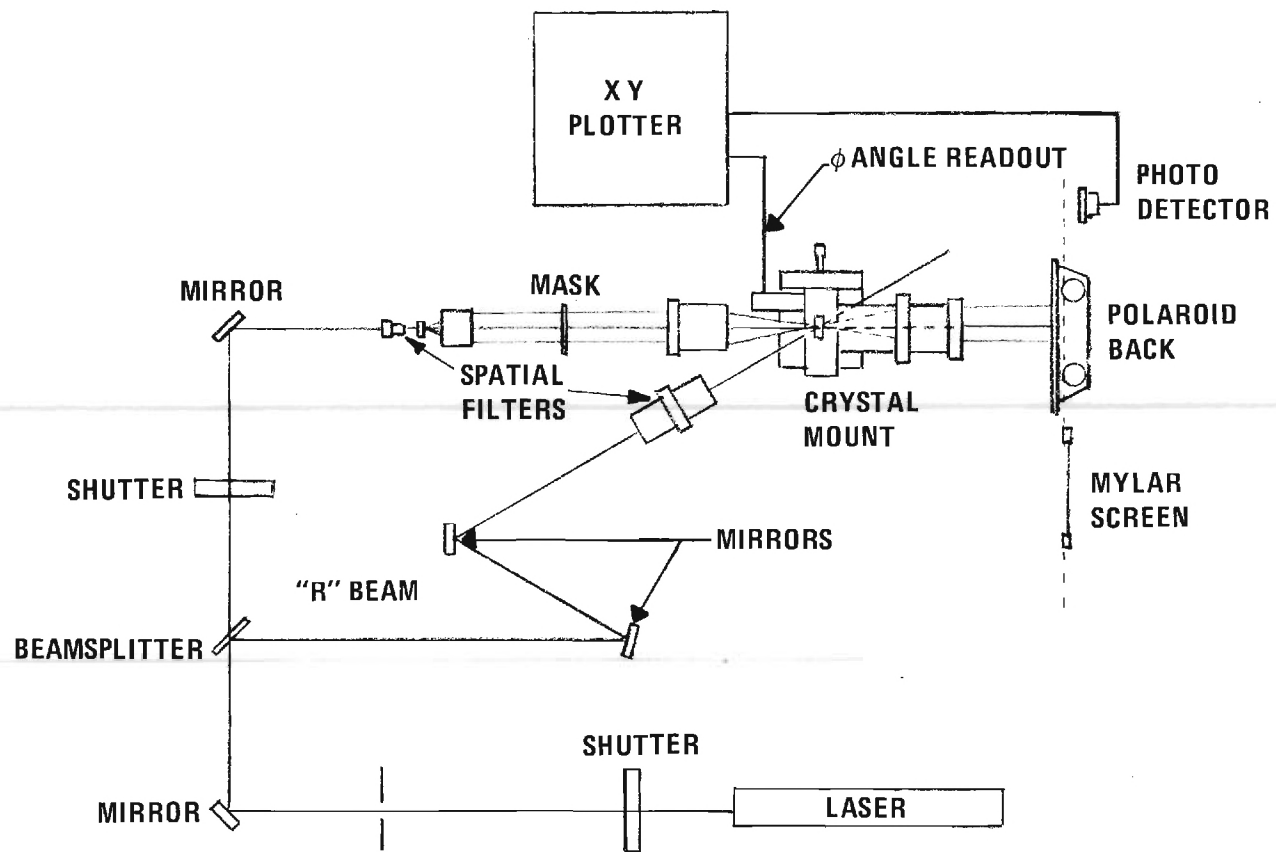 X Y
PLOTTER
ϕ ANGLE READOUT
PHOTO
DETECTOR
MIRROR
MASK
POLAROID
BACK
SPATIAL
FILTERS
CRYSTAL
MOUNT
SHUTTER
MYLAR
SCREEN
MIRRORS
"R" BEAM
BEAMSPLITTER
SHUTTER
MIRROR
LASER